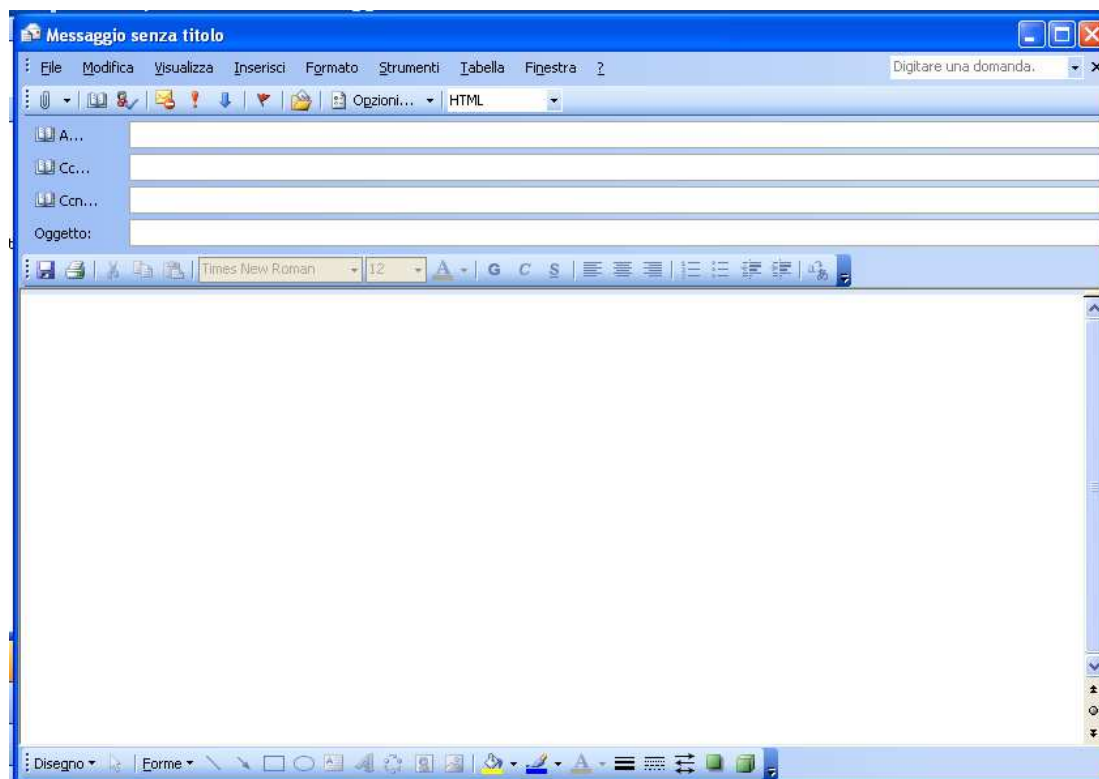 Messaggio senza titolo
File Modifica Visualizza Inserisci Formato Strumenti Tabella Finestra ? Digitare una domanda.
Opzioni... HTML
A...
Cc...
Ccn...
Oggetto:
Times New Roman 12 A G C S
Disegno Forme A